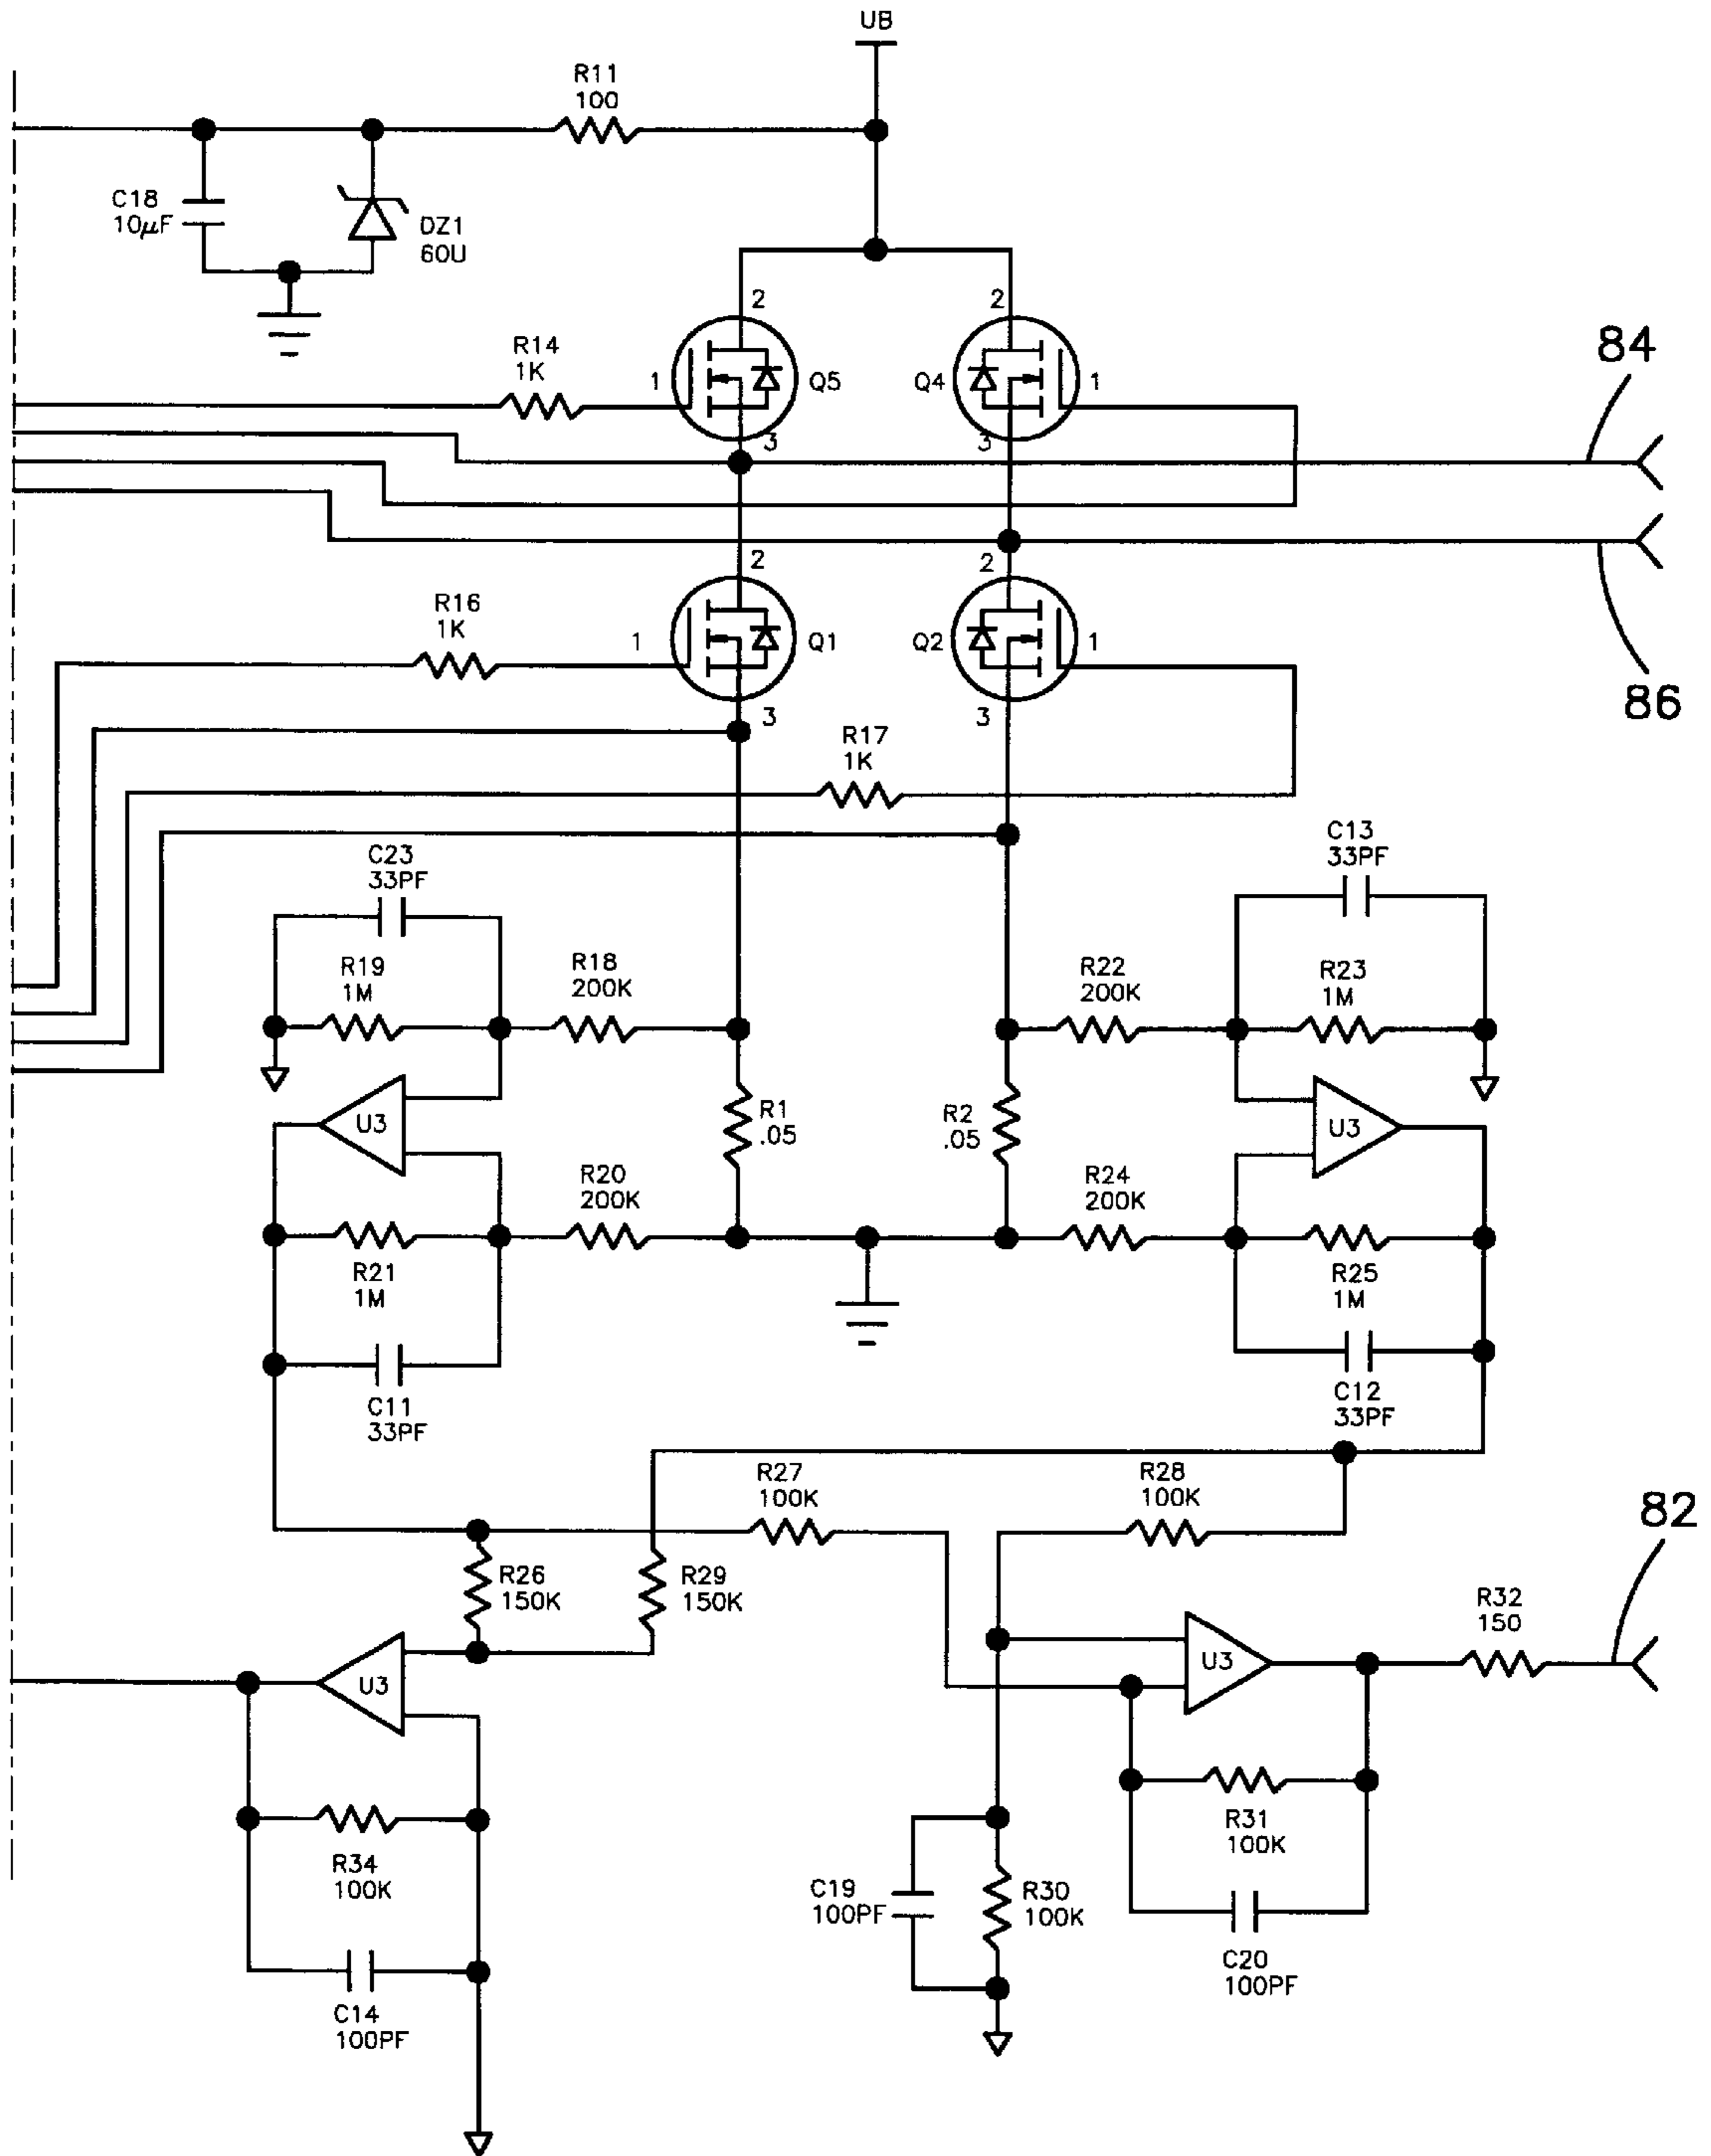 UB
R11
100
C18
10μF
DZ1
60U
R14
1K
1
2
Q5
3
2
Q4
1
3
84
86
R16
1K
1
2
Q1
3
2
Q2
1
3
R17
1K
C23
33PF
C13
33PF
R19
1M
R18
200K
R22
200K
R23
1M
U3
R1
.05
R2
.05
U3
R20
200K
R24
200K
R21
1M
R25
1M
C11
33PF
C12
33PF
R27
100K
R28
100K
82
R26
150K
R29
150K
R32
150
U3
U3
R34
100K
R31
100K
C19
100PF
R30
100K
C20
100PF
C14
100PF